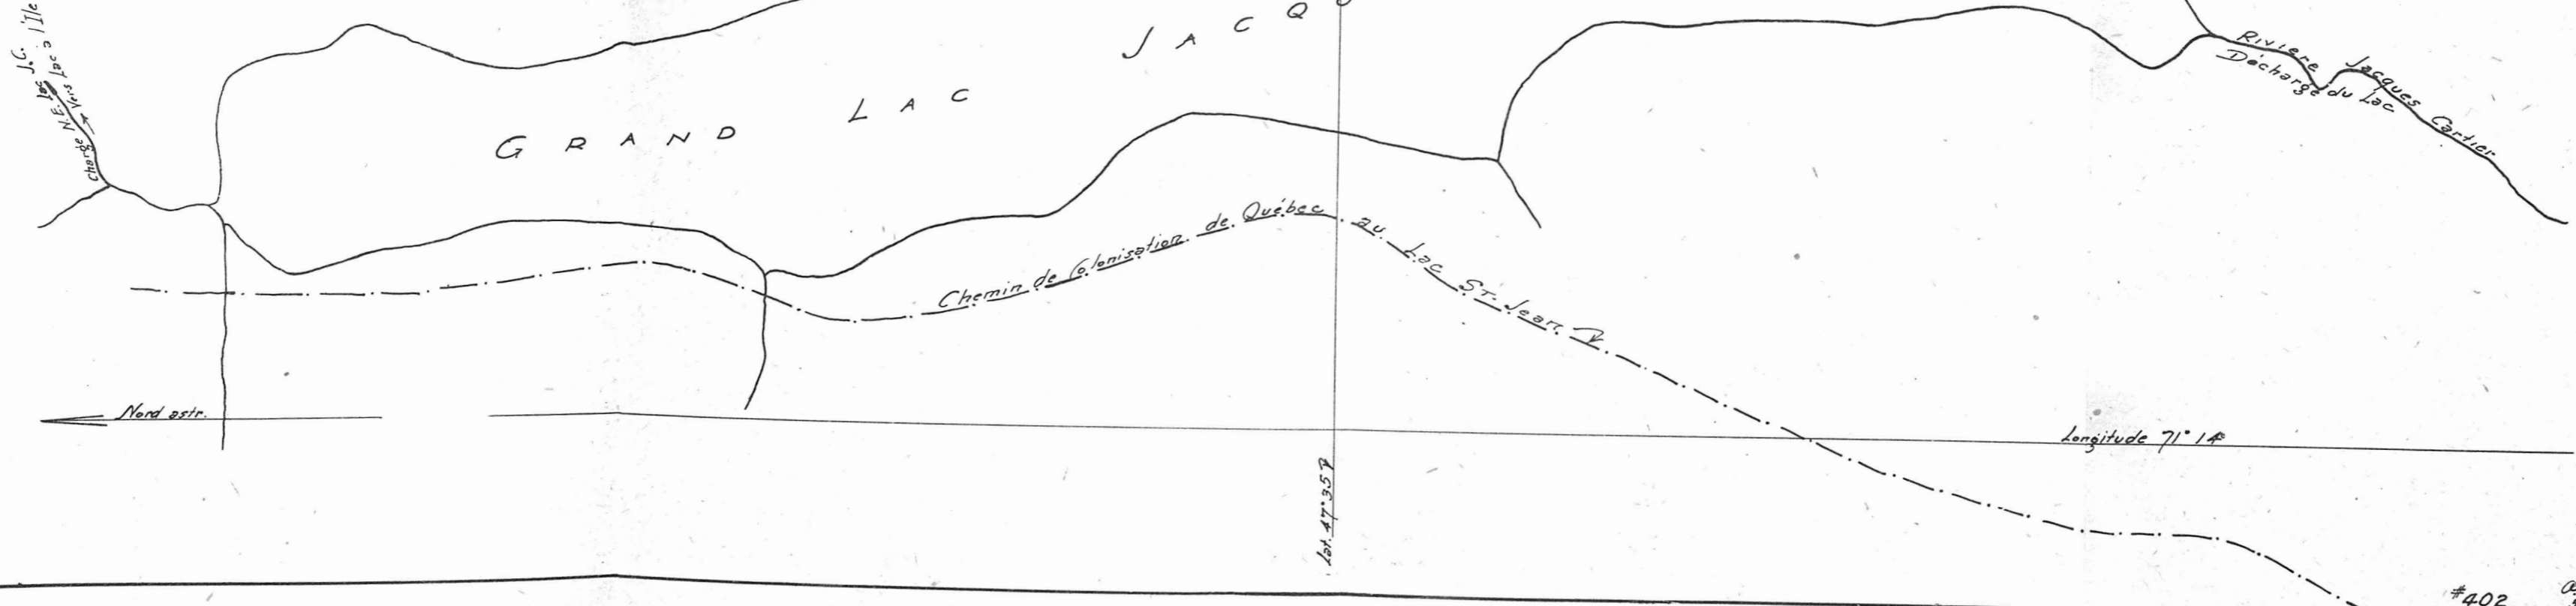 Charge N.E. Lac J.C.
Vers Lac à l'Ile
GRAND LAC JACQ
Rivière Jacques Cartier
Décharge du Lac
Chemin de Colonisation de Québec au Lac St-Jean
Nord astr.
Longitude 71° 14'
Lat. 47° 35'
#402